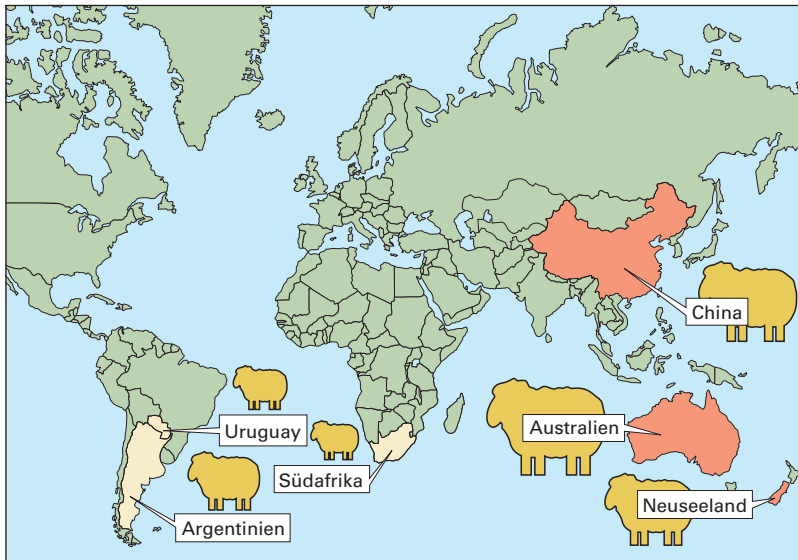 China
Uruguay
Australien
Südafrika
Neuseeland
Argentinien